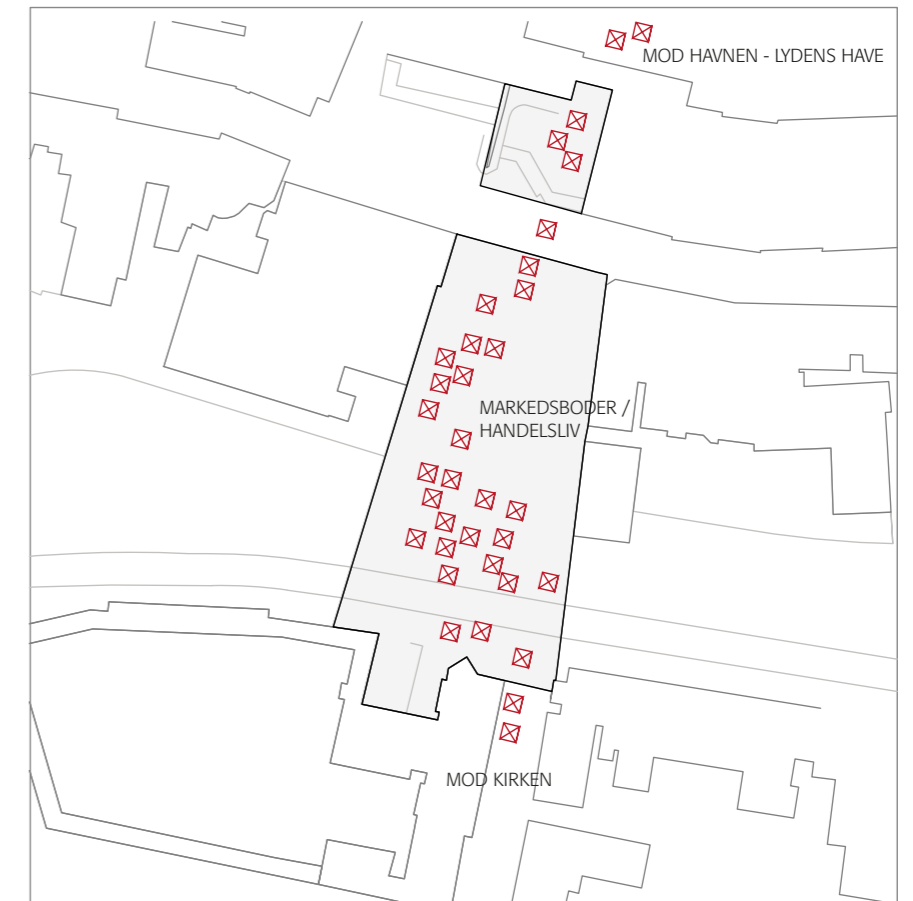 MOD HAVNEN - LYDENS HAVE
MARKEDSBODER /
HANDELSLIV
MOD KIRKEN